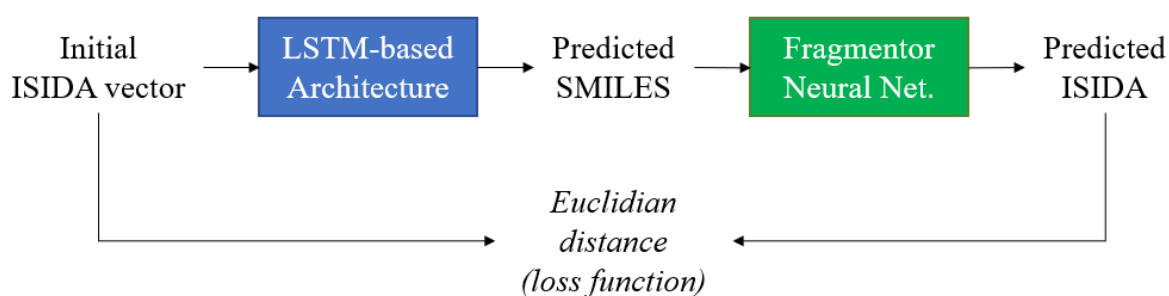 Initial
ISIDA vector
LSTM-based
Architecture
Predicted
SMILES
Fragmentor
Neural Net.
Predicted
ISIDA
Euclidian
distance
(loss function)